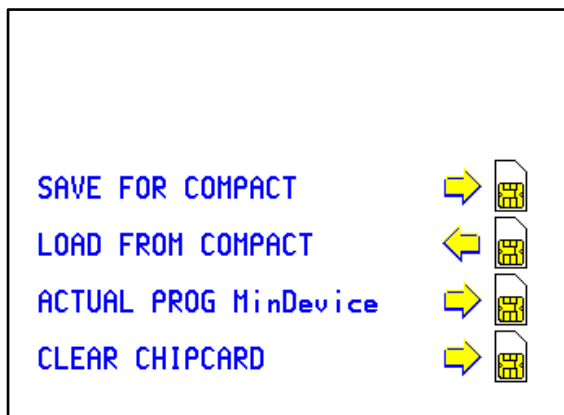 SAVE FOR COMPACT
LOAD FROM COMPACT
ACTUAL PROG MinDevice
CLEAR CHIPCARD